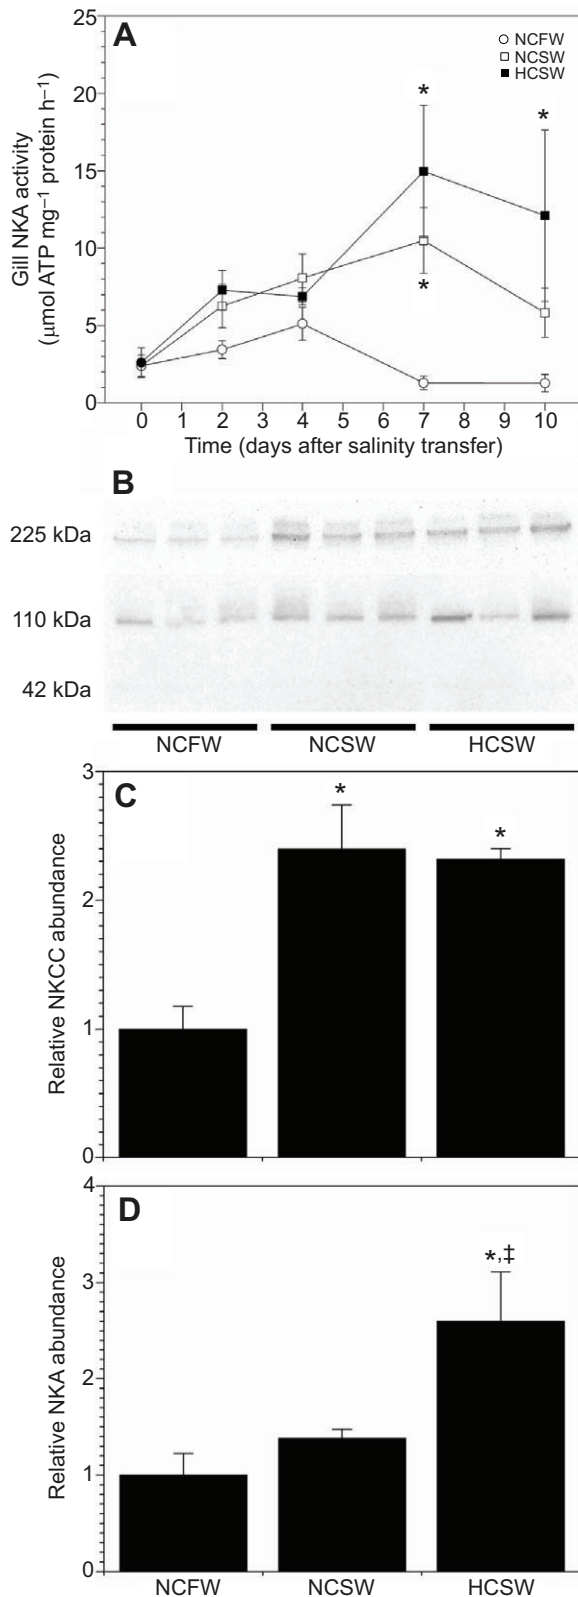 A
25
20
15
10
5
0
Gill NKA activity
(μmol ATP mg⁻¹ protein h⁻¹)
NCFW
NCSW
HCSW
*
*
*
0 1 2 3 4 5 6 7 8 9 10
Time (days after salinity transfer)
B
225 kDa
110 kDa
42 kDa
NCFW NCSW HCSW
C
3
2
1
0
Relative NKCC abundance
*
*
D
4
3
2
1
0
Relative NKA abundance
*,‡
NCFW NCSW HCSW